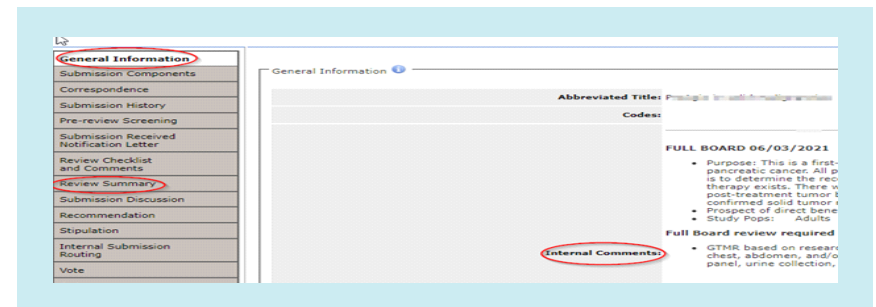 General Information
Submission Components
Correspondence
Submission History
Pre-review Screening
Submission Received
Notification Letter
Review Checklist
and Comments
Review Summary
Submission Discussion
Recommendation
Stipulation
Internal Submission
Routing
Vote
General Information
Abbreviated Title:
Codes:
FULL BOARD 06/03/2021
• Purpose: This is a first-
pancreatic cancer. All p
is to determine the rec
therapy exists. There w
post-treatment tumor
confirmed solid tumor
• Prospect of direct bene
• Study Pops: Adults
Full Board review required
Internal Comments:
• GTMR based on resear
chest, abdomen, and/o
panel, urine collection,